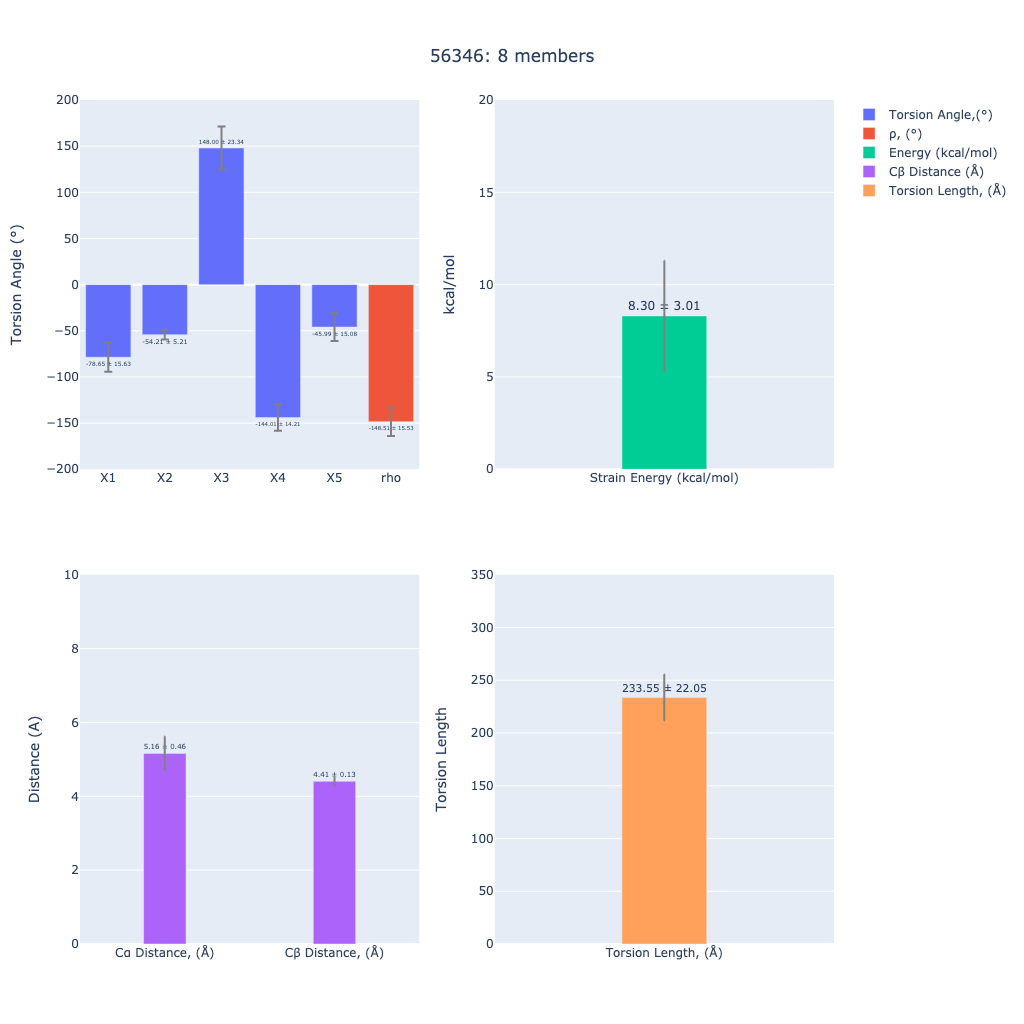 56346: 8 members
Torsion Angle (°)
200
150
100
50
0
−50
−100
−150
−200
-78.65 ± 15.63
-54.21 ± 5.21
148.00 ± 23.34
-144.01 ± 14.21
-45.99 ± 15.08
-148.51 ± 15.53
X1 X2 X3 X4 X5 rho
kcal/mol
20
15
10
5
0
8.30 ± 3.01
Strain Energy (kcal/mol)
Torsion Angle,(°)
ρ, (°)
Energy (kcal/mol)
Cβ Distance (Å)
Torsion Length, (Å)
Distance (A)
10
8
6
4
2
0
5.16 ± 0.46
4.41 ± 0.13
Cα Distance, (Å) Cβ Distance, (Å)
Torsion Length
350
300
250
200
150
100
50
0
233.55 ± 22.05
Torsion Length, (Å)